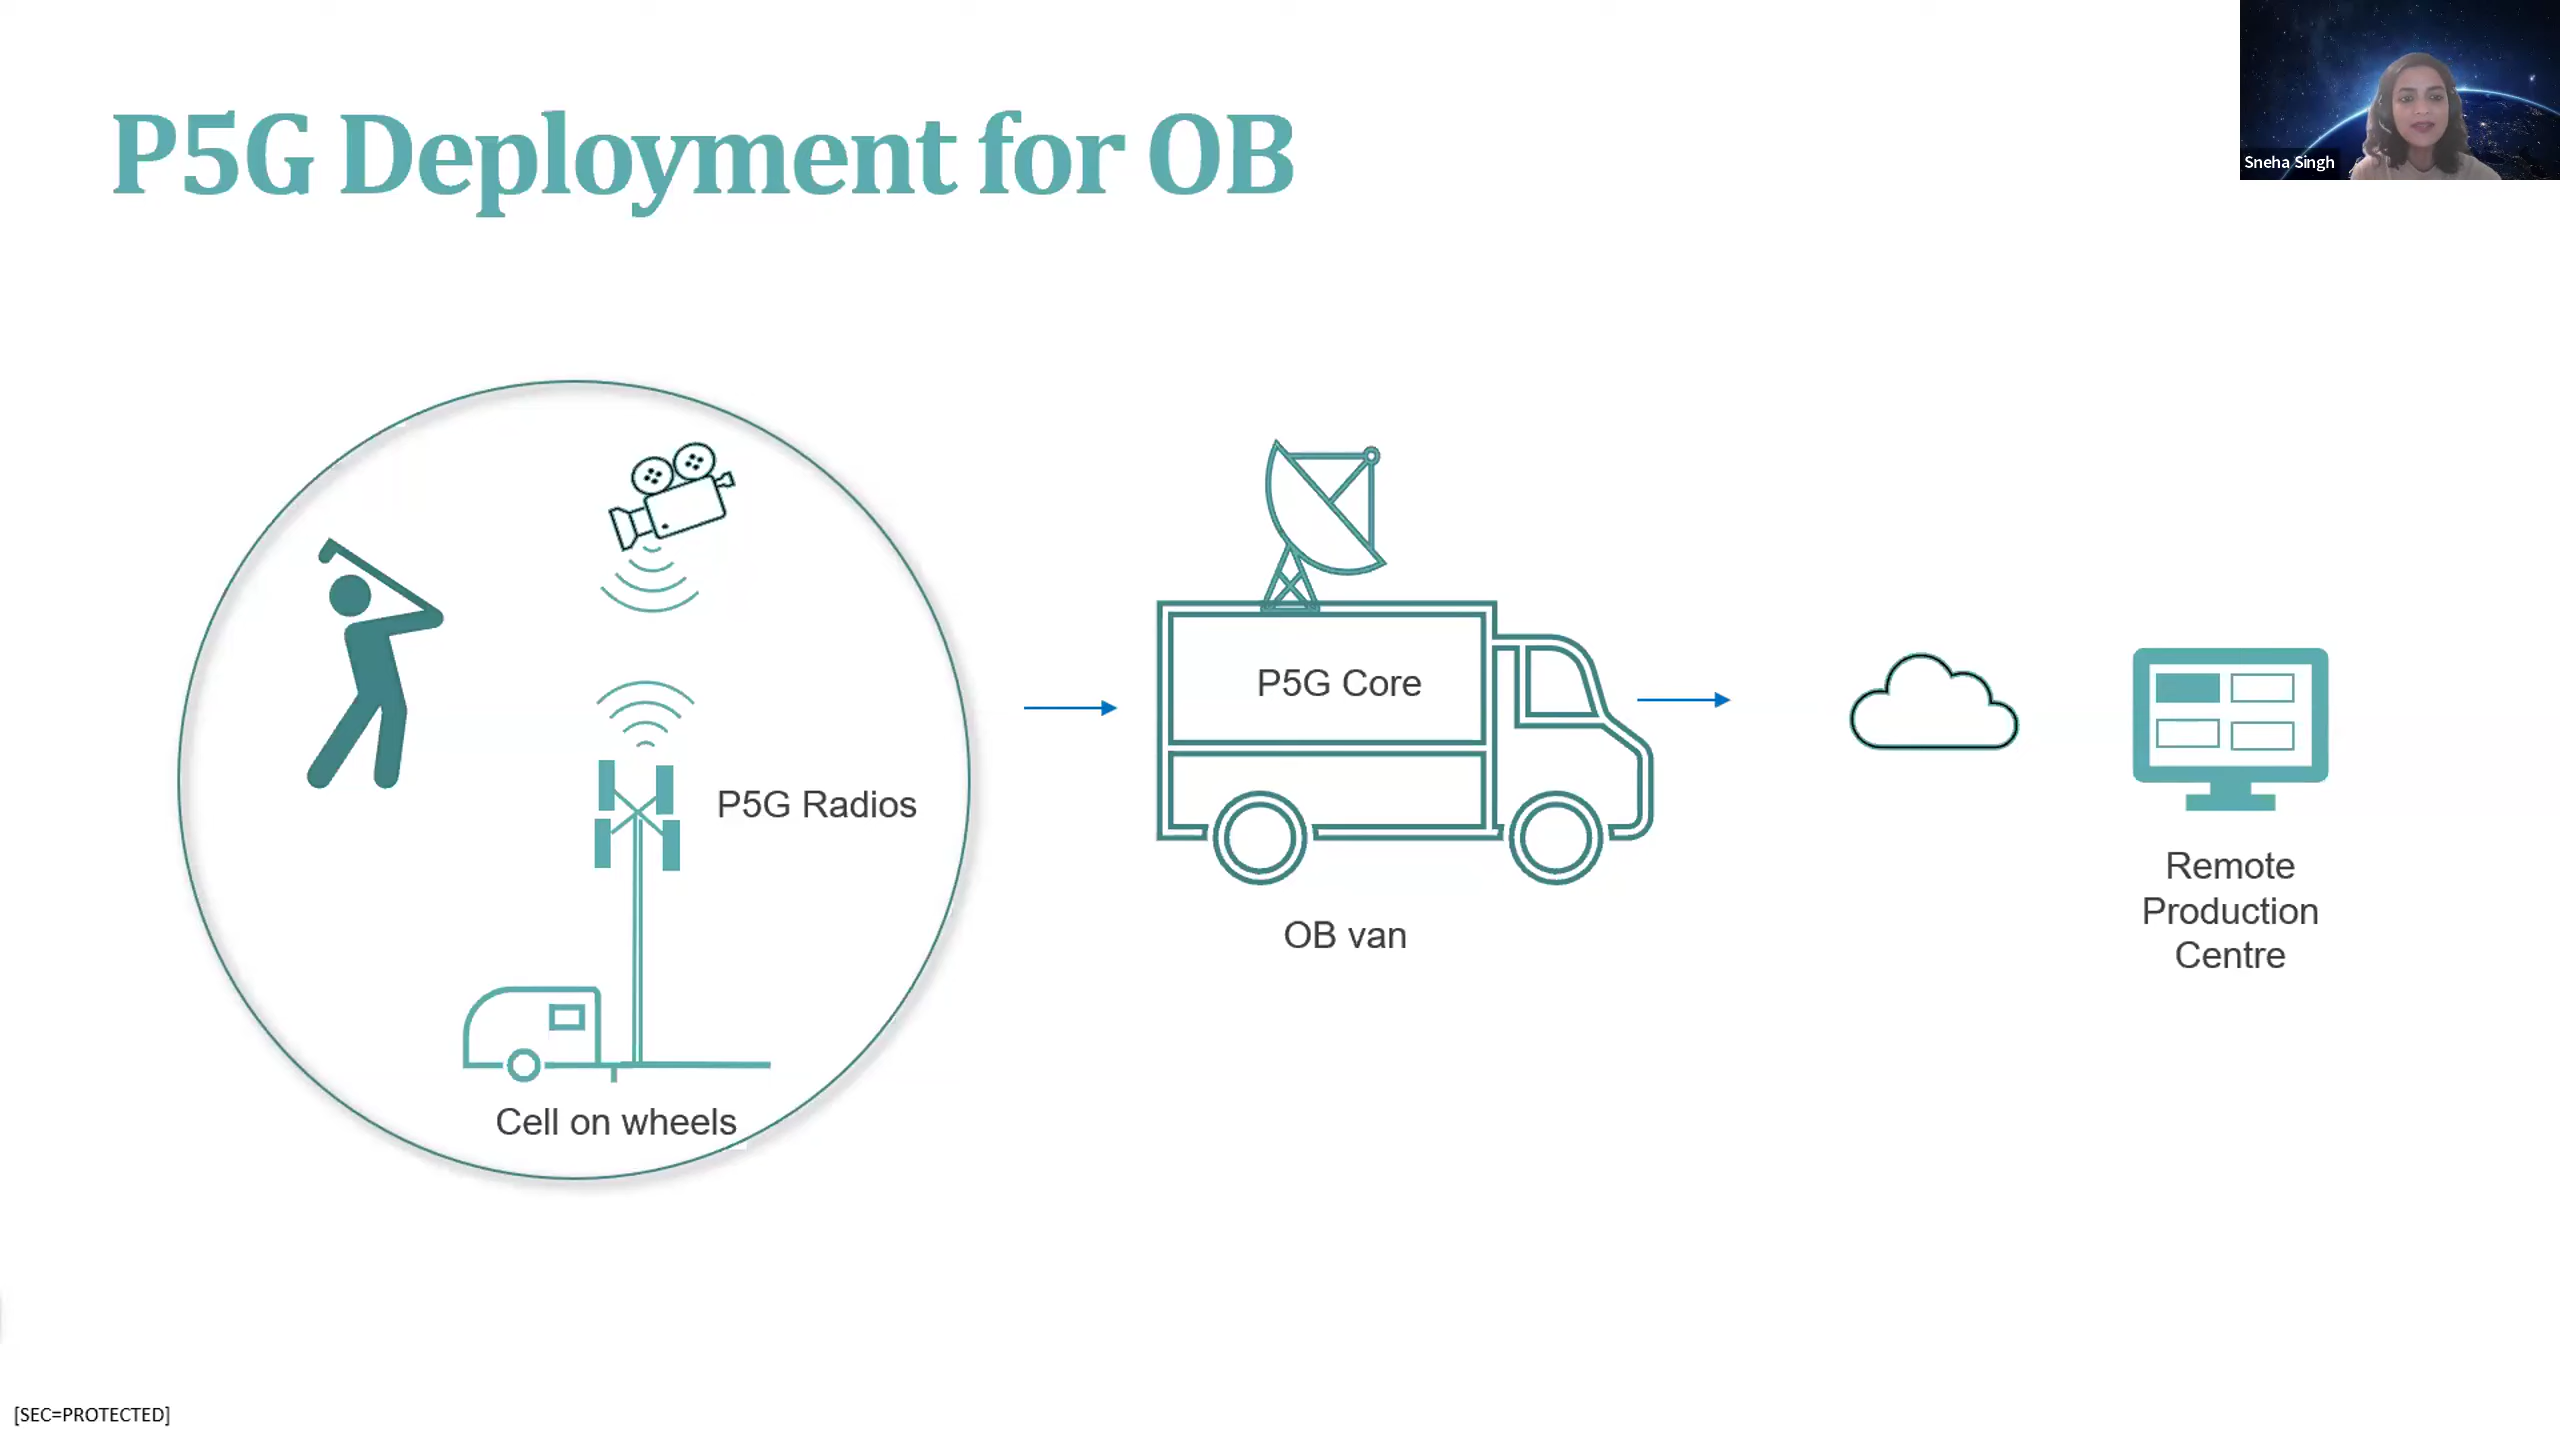 P5G Deployment for OB
Sneha Singh
P5G Radios
Cell on wheels
P5G Core
OB van
Remote
Production
Centre
[SEC=PROTECTED]